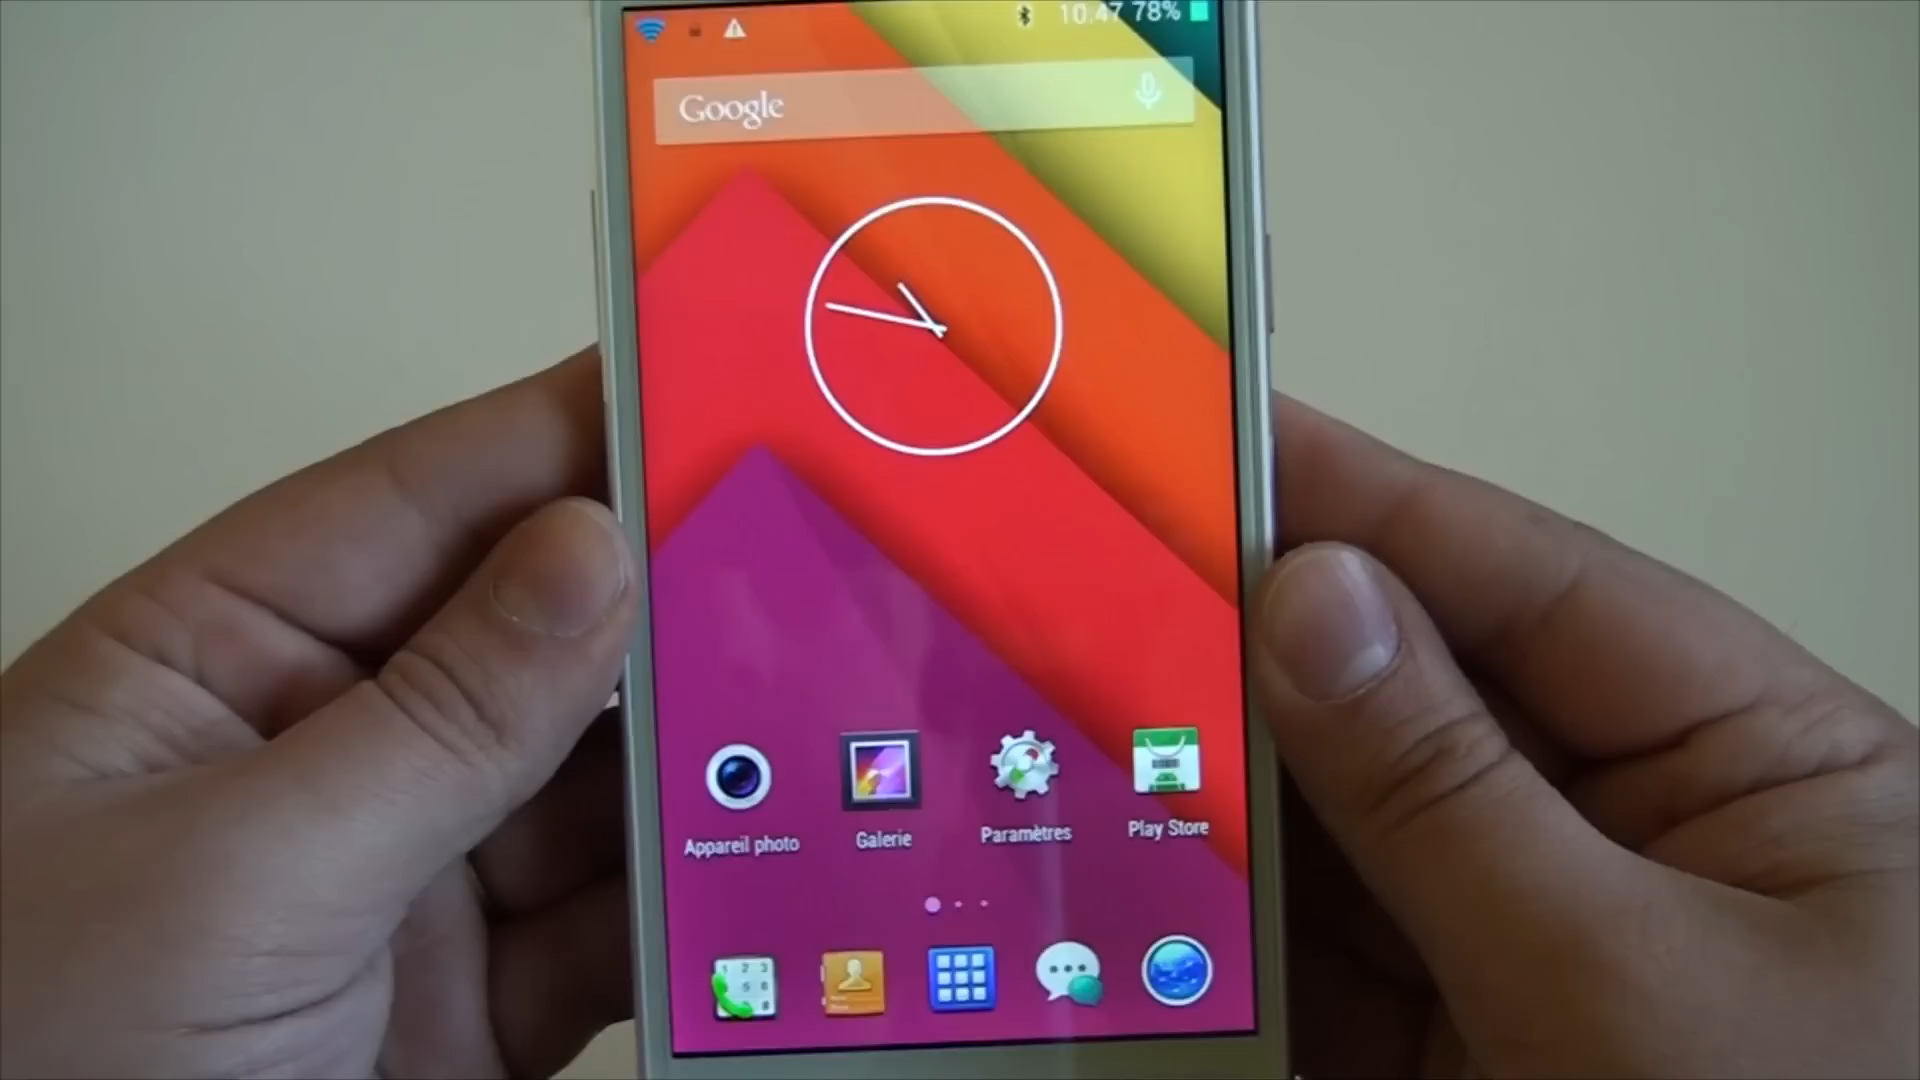 10.47 78%
Google
Appareil photo
Galerie
Paramètres
Play Store